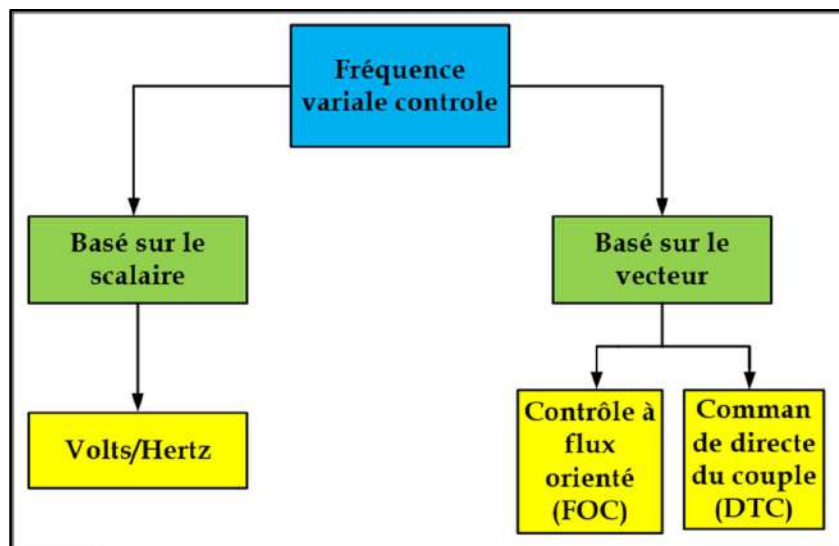 Fréquence
variale controle
Basé sur le
scalaire
Basé sur le
vecteur
Volts/Hertz
Contrôle à
flux
orienté
(FOC)
Comman
de directe
du couple
(DTC)